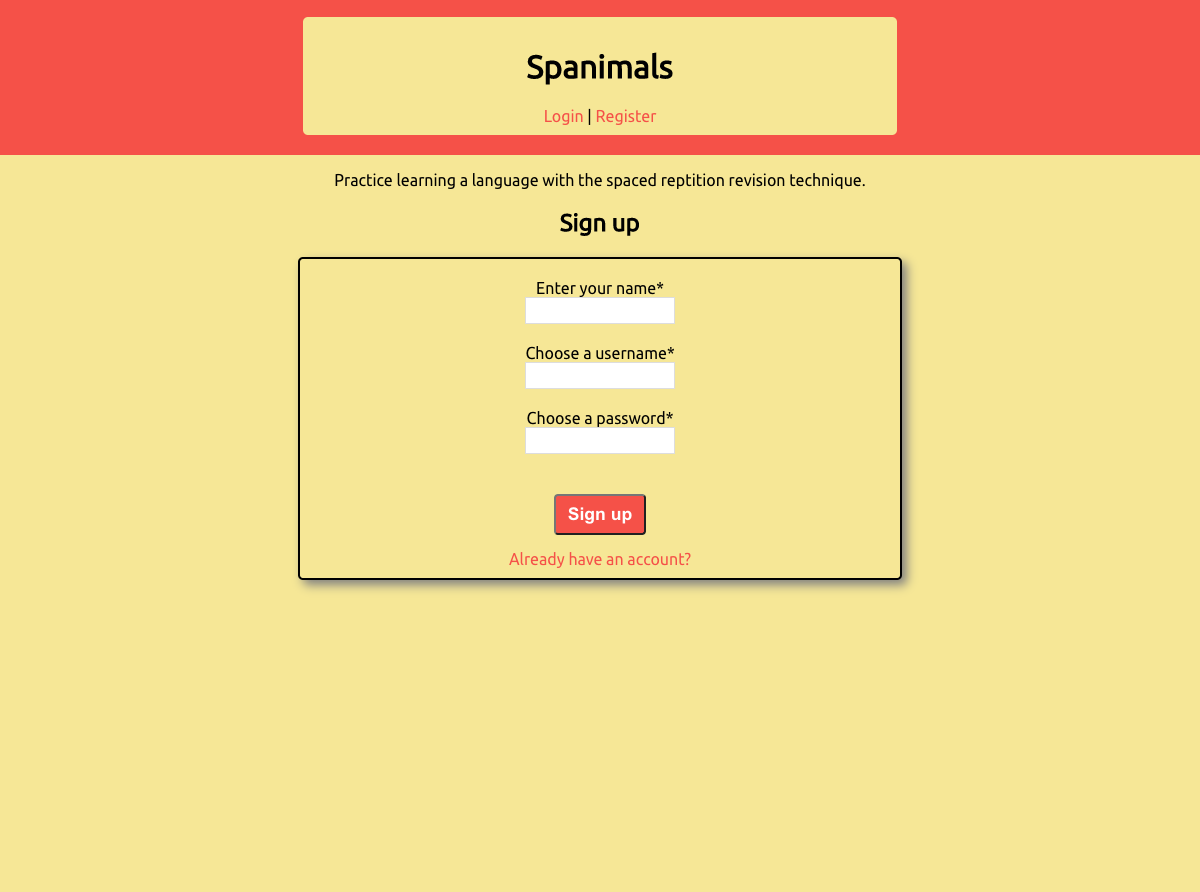 Spanimals
Login | Register
Practice learning a language with the spaced reptition revision technique.
Sign up
Enter your name*
Choose a username*
Choose a password*
Sign up
Already have an account?